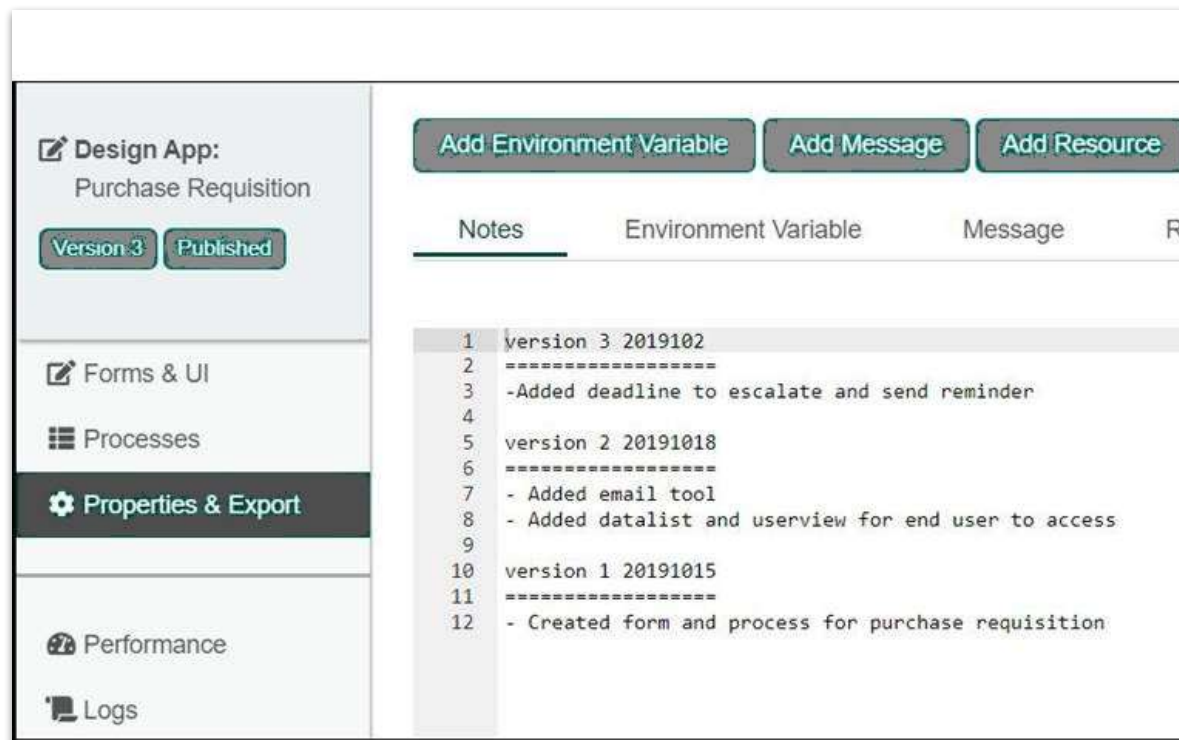 Design App:
Purchase Requisition
Version 3 Published
Forms & UI
Processes
Properties & Export
Performance
Logs
Add Environment Variable Add Message Add Resource
Notes Environment Variable Message R
1 version 3 2019102
2 ==================
3 -Added deadline to escalate and send reminder
4
5 version 2 20191018
6 ==================
7 - Added email tool
8 - Added datalist and userview for end user to access
9
10 version 1 20191015
11 ==================
12 - Created form and process for purchase requisition